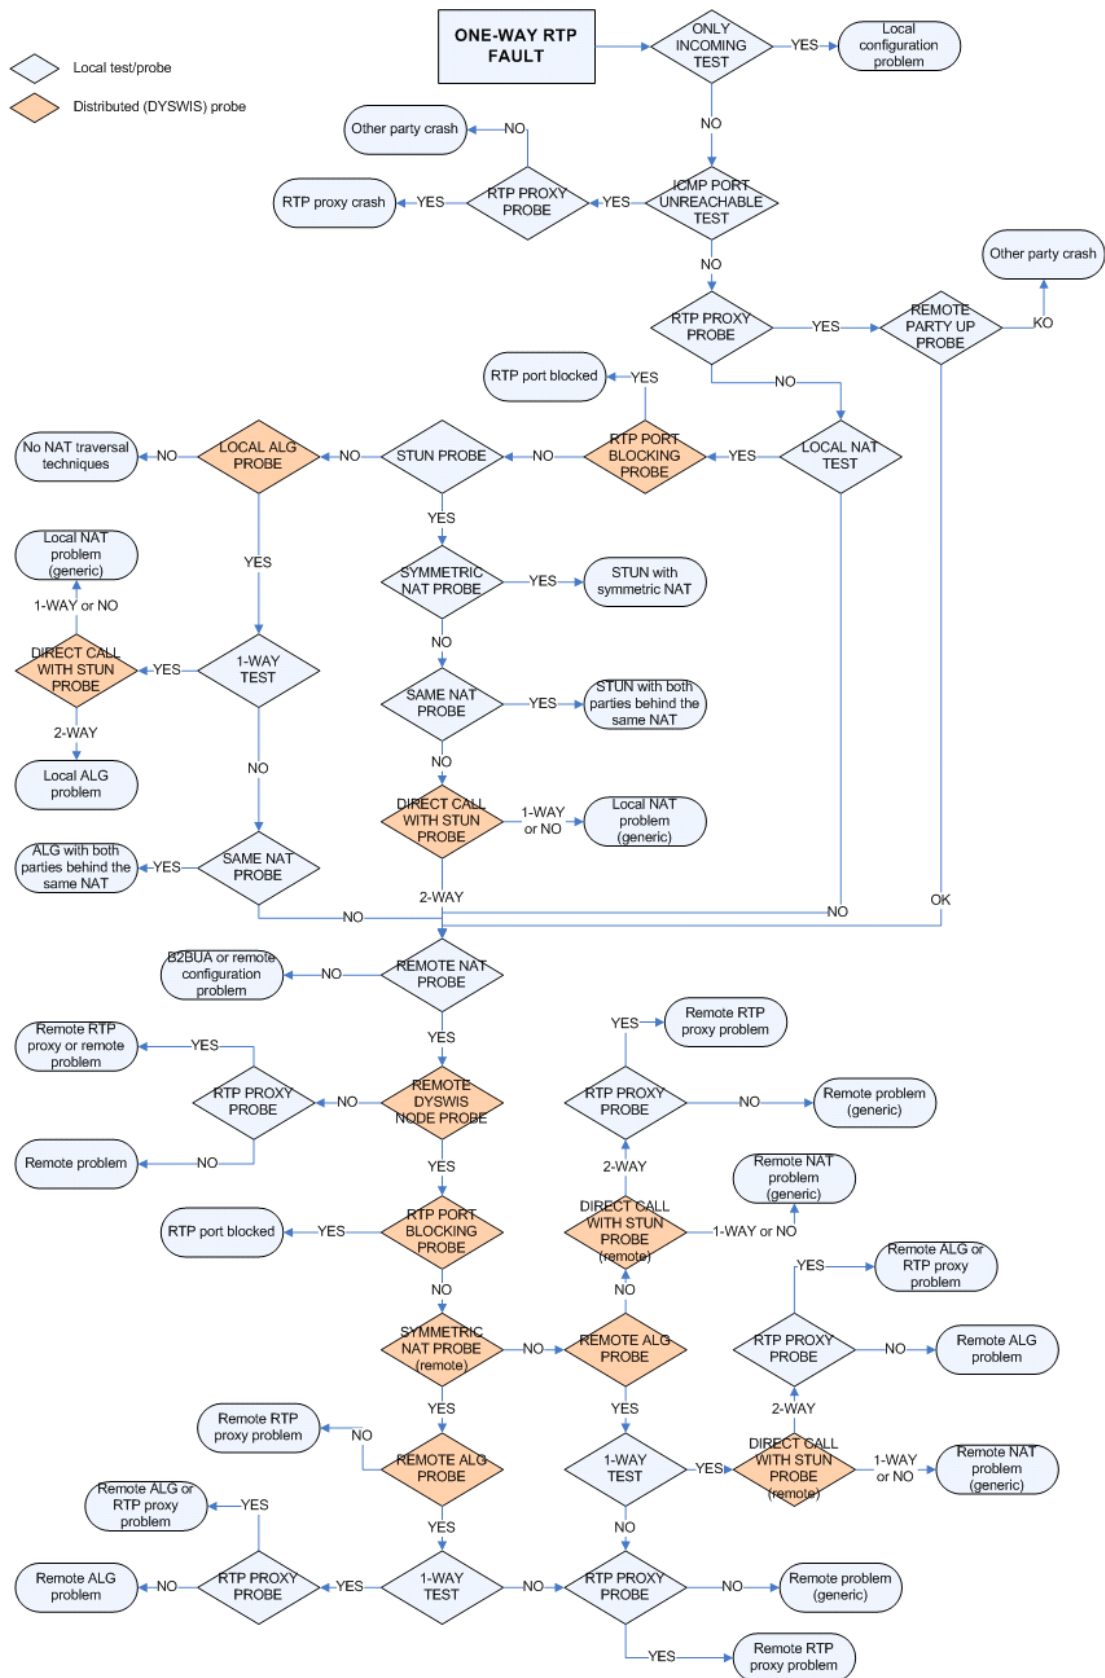 ONE-WAY RTP
FAULT
ONLY
INCOMING
TEST
YES
Local
configuration
problem
Local test/probe
Distributed (DYSWIS) probe
NO
Other party crash
NO
RTP proxy crash
YES
RTP PROXY
PROBE
YES
ICMP PORT
UNREACHABLE
TEST
NO
Other party crash
RTP PROXY
PROBE
YES
REMOTE
PARTY UP
PROBE
KO
RTP port blocked
YES
NO
No NAT traversal
techniques
NO
LOCAL ALG
PROBE
NO
STUN PROBE
NO
RTP PORT
BLOCKING
PROBE
YES
LOCAL NAT
TEST
YES
Local NAT
problem
(generic)
YES
SYMMETRIC
NAT PROBE
YES
STUN with
symmetric NAT
1-WAY or NO
NO
DIRECT CALL
WITH STUN
PROBE
YES
1-WAY
TEST
SAME NAT
PROBE
YES
STUN with both
parties behind the
same NAT
2-WAY
NO
NO
Local ALG
problem
DIRECT CALL
WITH STUN
PROBE
1-WAY
or NO
Local NAT
problem
(generic)
ALG with both
parties behind the
same NAT
YES
SAME NAT
PROBE
2-WAY
OK
NO
NO
B2BUA or remote
configuration
problem
NO
REMOTE NAT
PROBE
YES
Remote RTP
proxy or remote
problem
YES
RTP PROXY
PROBE
NO
REMOTE
DYSWIS
NODE PROBE
Remote problem
NO
YES
Remote RTP
proxy problem
YES
RTP PROXY
PROBE
NO
Remote problem
(generic)
2-WAY
Remote NAT
problem
(generic)
RTP port blocked
YES
RTP PORT
BLOCKING
PROBE
DIRECT CALL
WITH STUN
PROBE
(remote)
1-WAY or NO
NO
NO
YES
Remote ALG or
RTP proxy
problem
SYMMETRIC
NAT PROBE
(remote)
NO
REMOTE ALG
PROBE
RTP PROXY
PROBE
NO
Remote ALG
problem
YES
YES
2-WAY
Remote RTP
proxy problem
NO
REMOTE ALG
PROBE
1-WAY
TEST
YES
DIRECT CALL
WITH STUN
PROBE
(remote)
1-WAY
or NO
Remote NAT
problem
(generic)
Remote ALG or
RTP proxy
problem
YES
YES
NO
Remote ALG
problem
NO
RTP PROXY
PROBE
YES
1-WAY
TEST
NO
RTP PROXY
PROBE
NO
Remote problem
(generic)
YES
Remote RTP
proxy problem